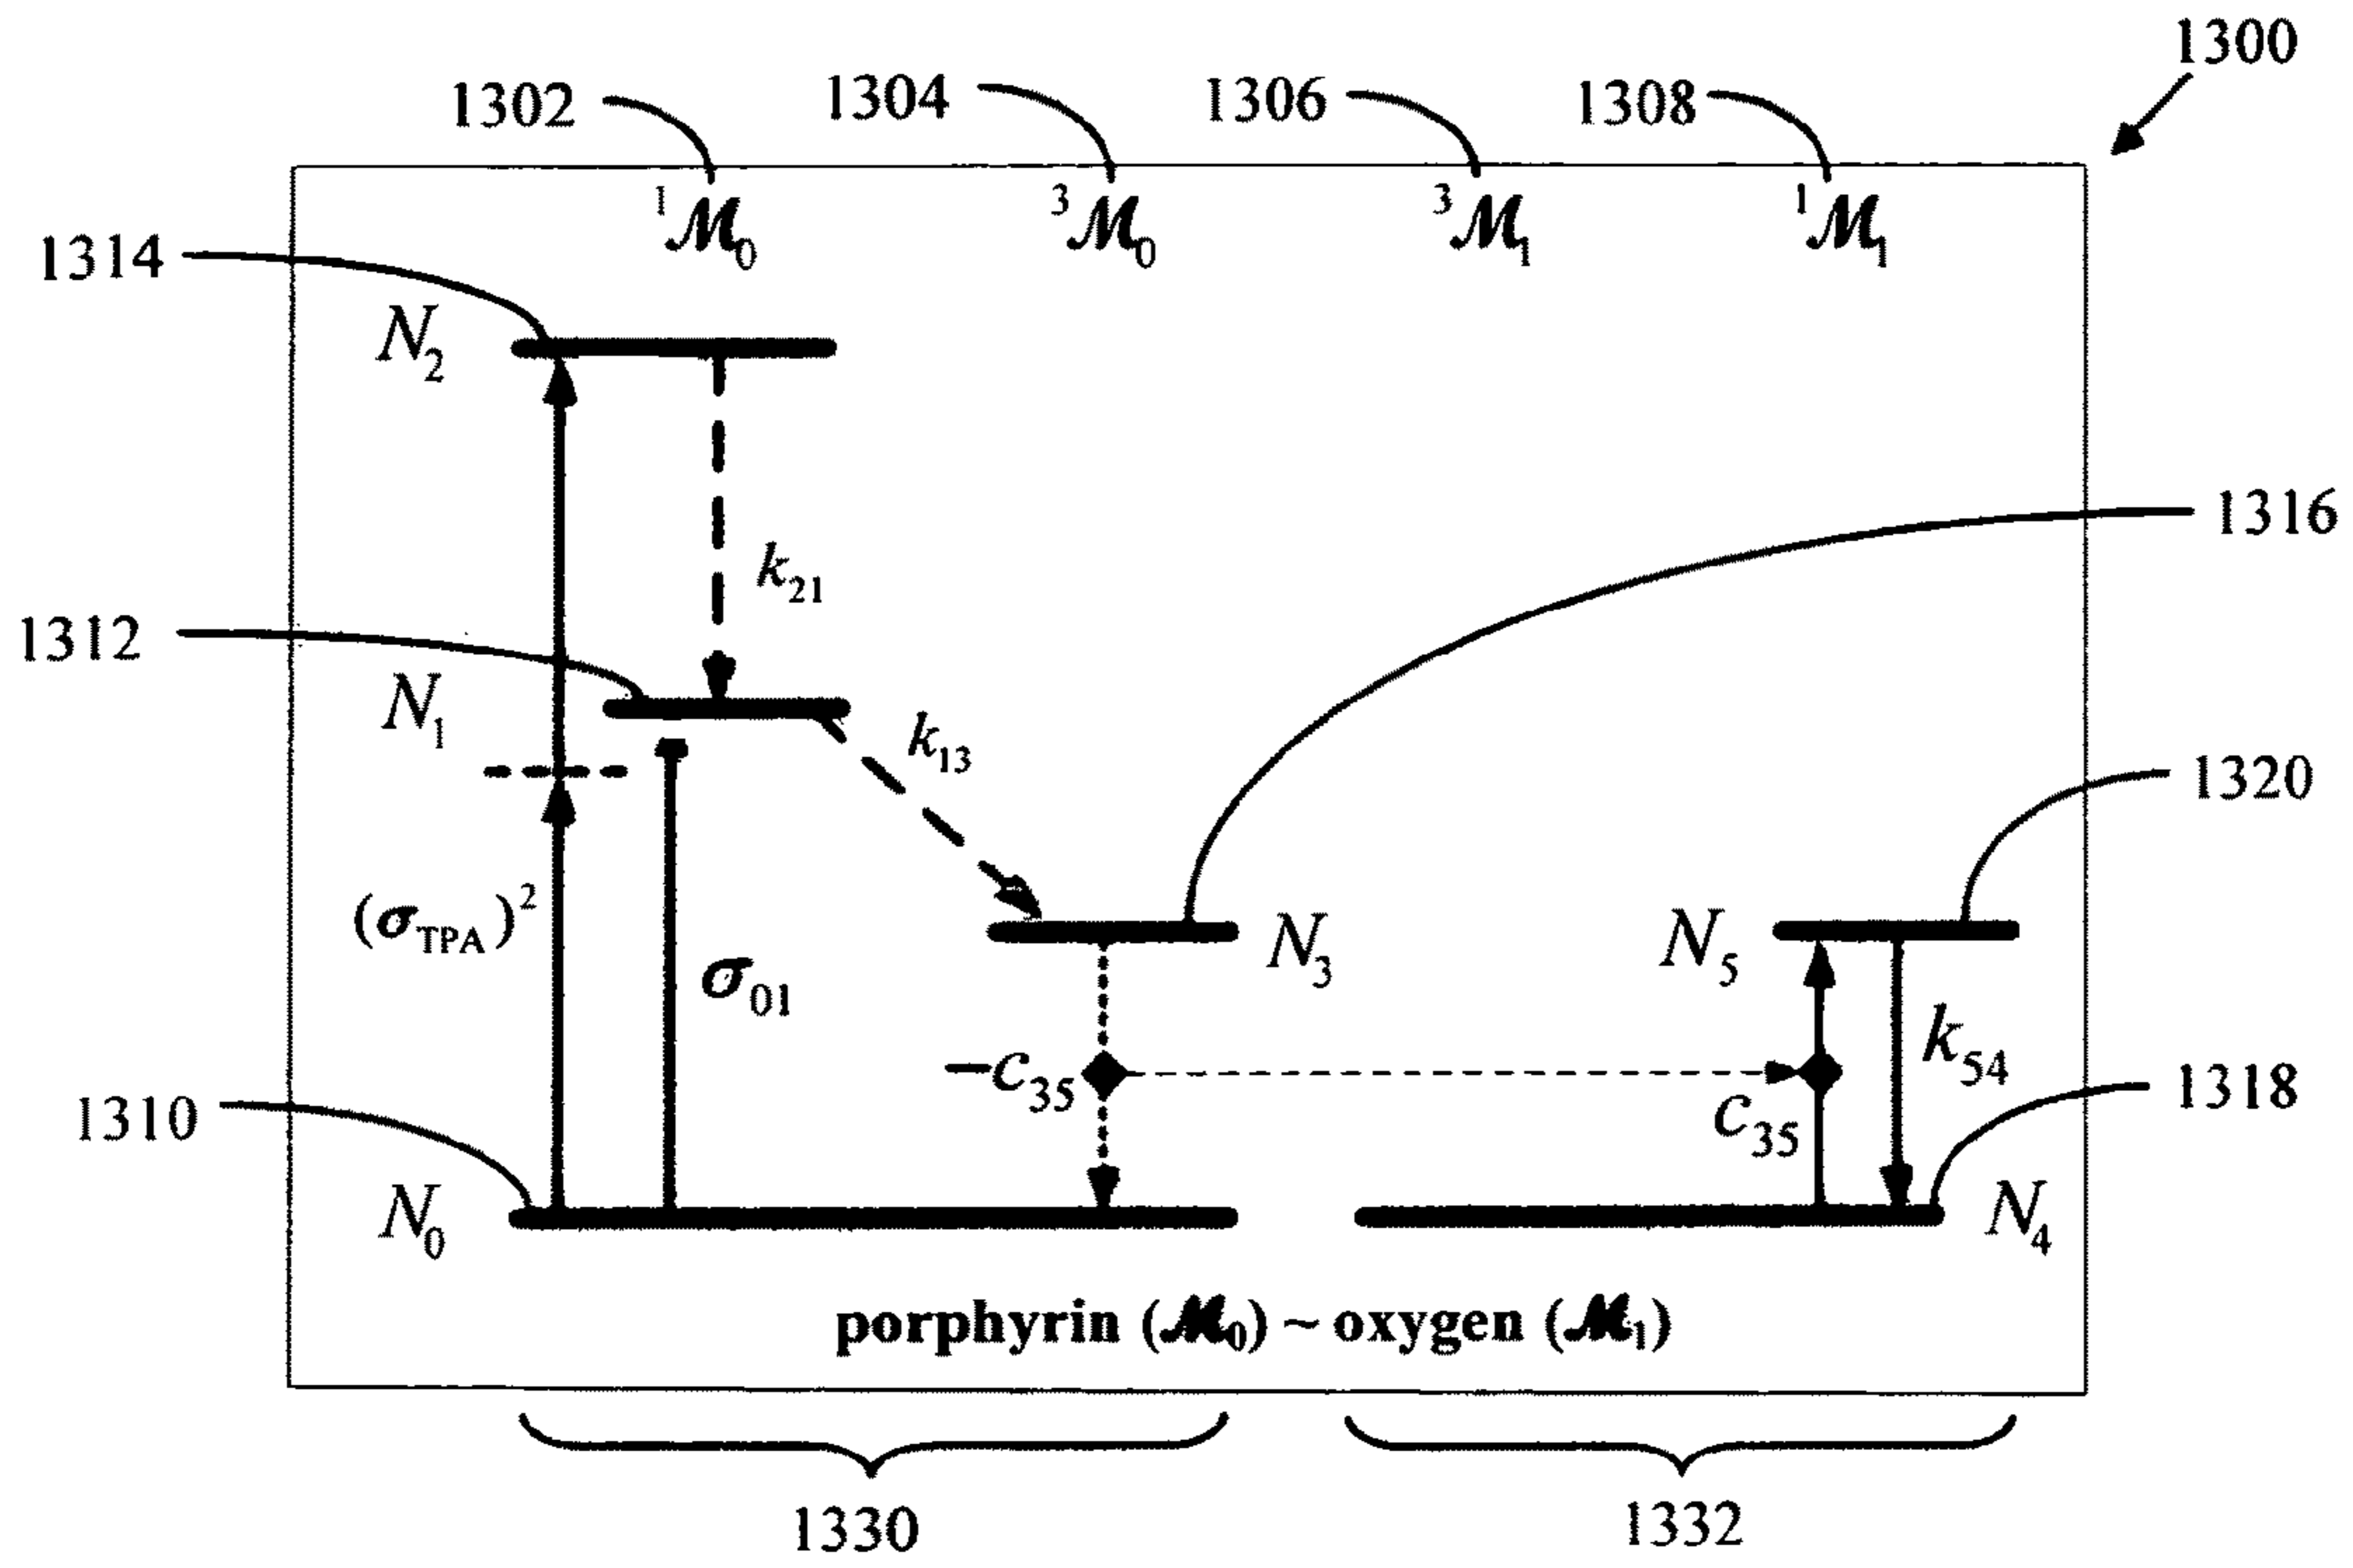 1300
1302
1304
1306
1308
¹ℳ₀
³ℳ₀
³ℳ₁
¹ℳ₁
1314
N₂
1316
k₂₁
1312
N₁
k₁₃
1320
(σ_TPA)²
σ₀₁
N₃
N₅
k₅₄
−c₃₅
c₃₅
1318
1310
N₀
N₄
porphyrin (ℳ₀) ~ oxygen (ℳ₁)
1330
1332